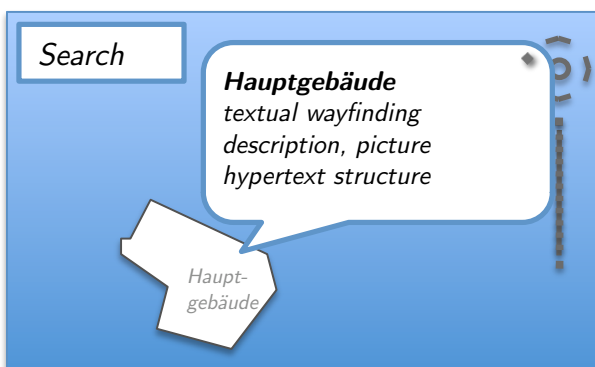 Search
Hauptgebäude
textual wayfinding
description, picture
hypertext structure
Haupt-
gebäude